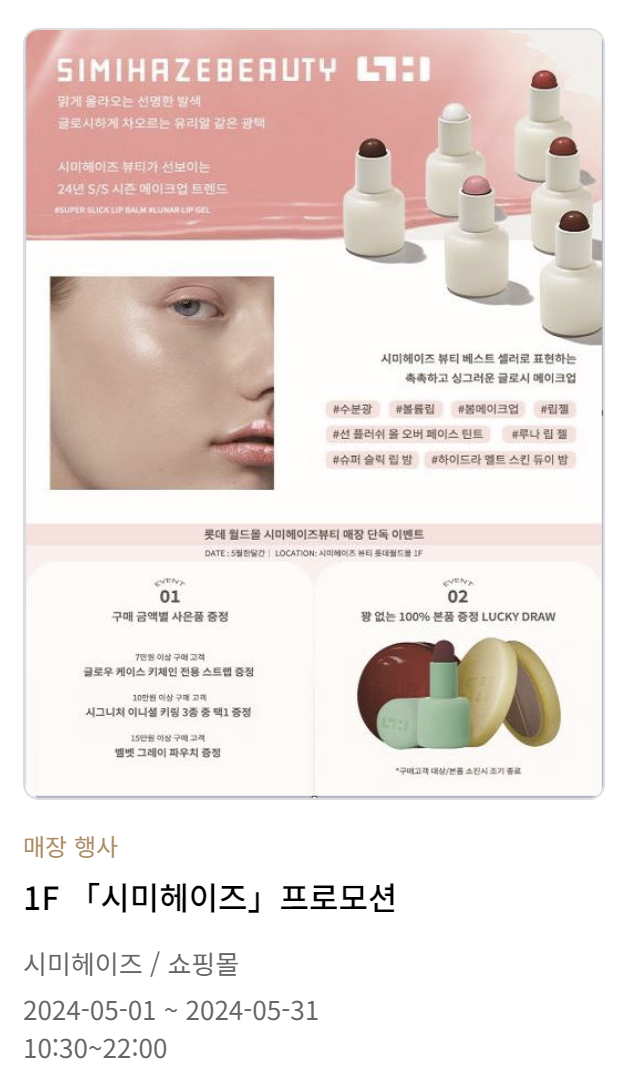 SIMIHAZEBEAUTY
맑게 올라오는 선명한 발색
글로시하게 차오르는 유리알 같은 광택
시미헤이즈 뷰티가 선보이는
24년 S/S 시즌 메이크업 트렌드
#SUPER SLICK LIP BALM #LUNAR LIP GEL
시미헤이즈 뷰티 베스트 셀러로 표현하는
촉촉하고 싱그러운 글로시 메이크업
#수분광 #볼륨립 #봄메이크업 #립젤
#선 플러쉬 올 오버 페이스 틴트 #루나 립 젤
#슈퍼 슬릭 립 밤 #하이드라 멜트 스킨 듀이 밤
롯데 월드몰 시미헤이즈뷰티 매장 단독 이벤트
DATE : 5월한달간 | LOCATION: 시미헤이즈 뷰티 롯데월드몰 1F
EVENT
01
구매 금액별 사은품 증정
7만원 이상 구매 고객
글로우 케이스 키체인 전용 스트랩 증정
10만원 이상 구매 고객
시그니처 이니셜 키링 3종 중 택1 증정
15만원 이상 구매 고객
벨벳 그레이 파우치 증정
EVENT
02
꽝 없는 100% 본품 증정 LUCKY DRAW
*구매고객 대상/본품 소진시 조기 종료
매장 행사
1F 「시미헤이즈」프로모션
시미헤이즈 / 쇼핑몰
2024-05-01 ~ 2024-05-31
10:30~22:00